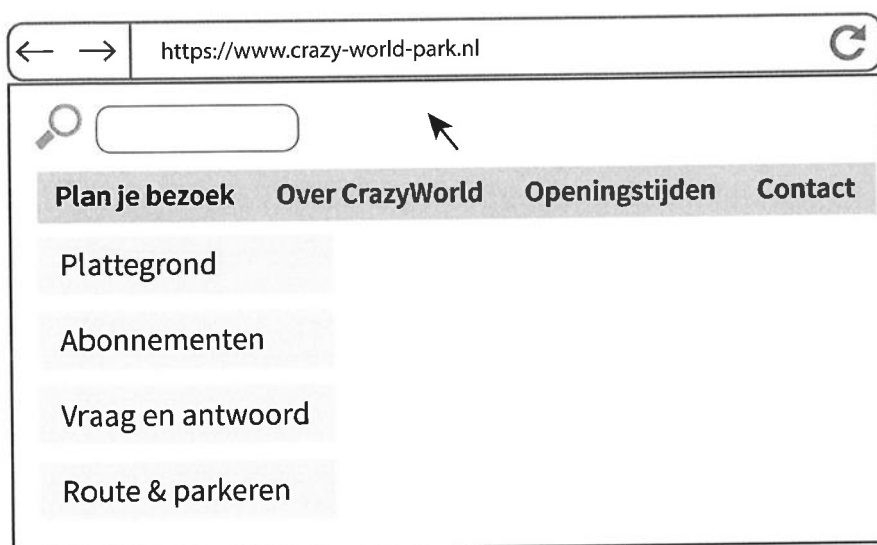 https://www.crazy-world-park.nl
Plan je bezoek Over CrazyWorld Openingstijden Contact
Plattegrond
Abonnementen
Vraag en antwoord
Route & parkeren